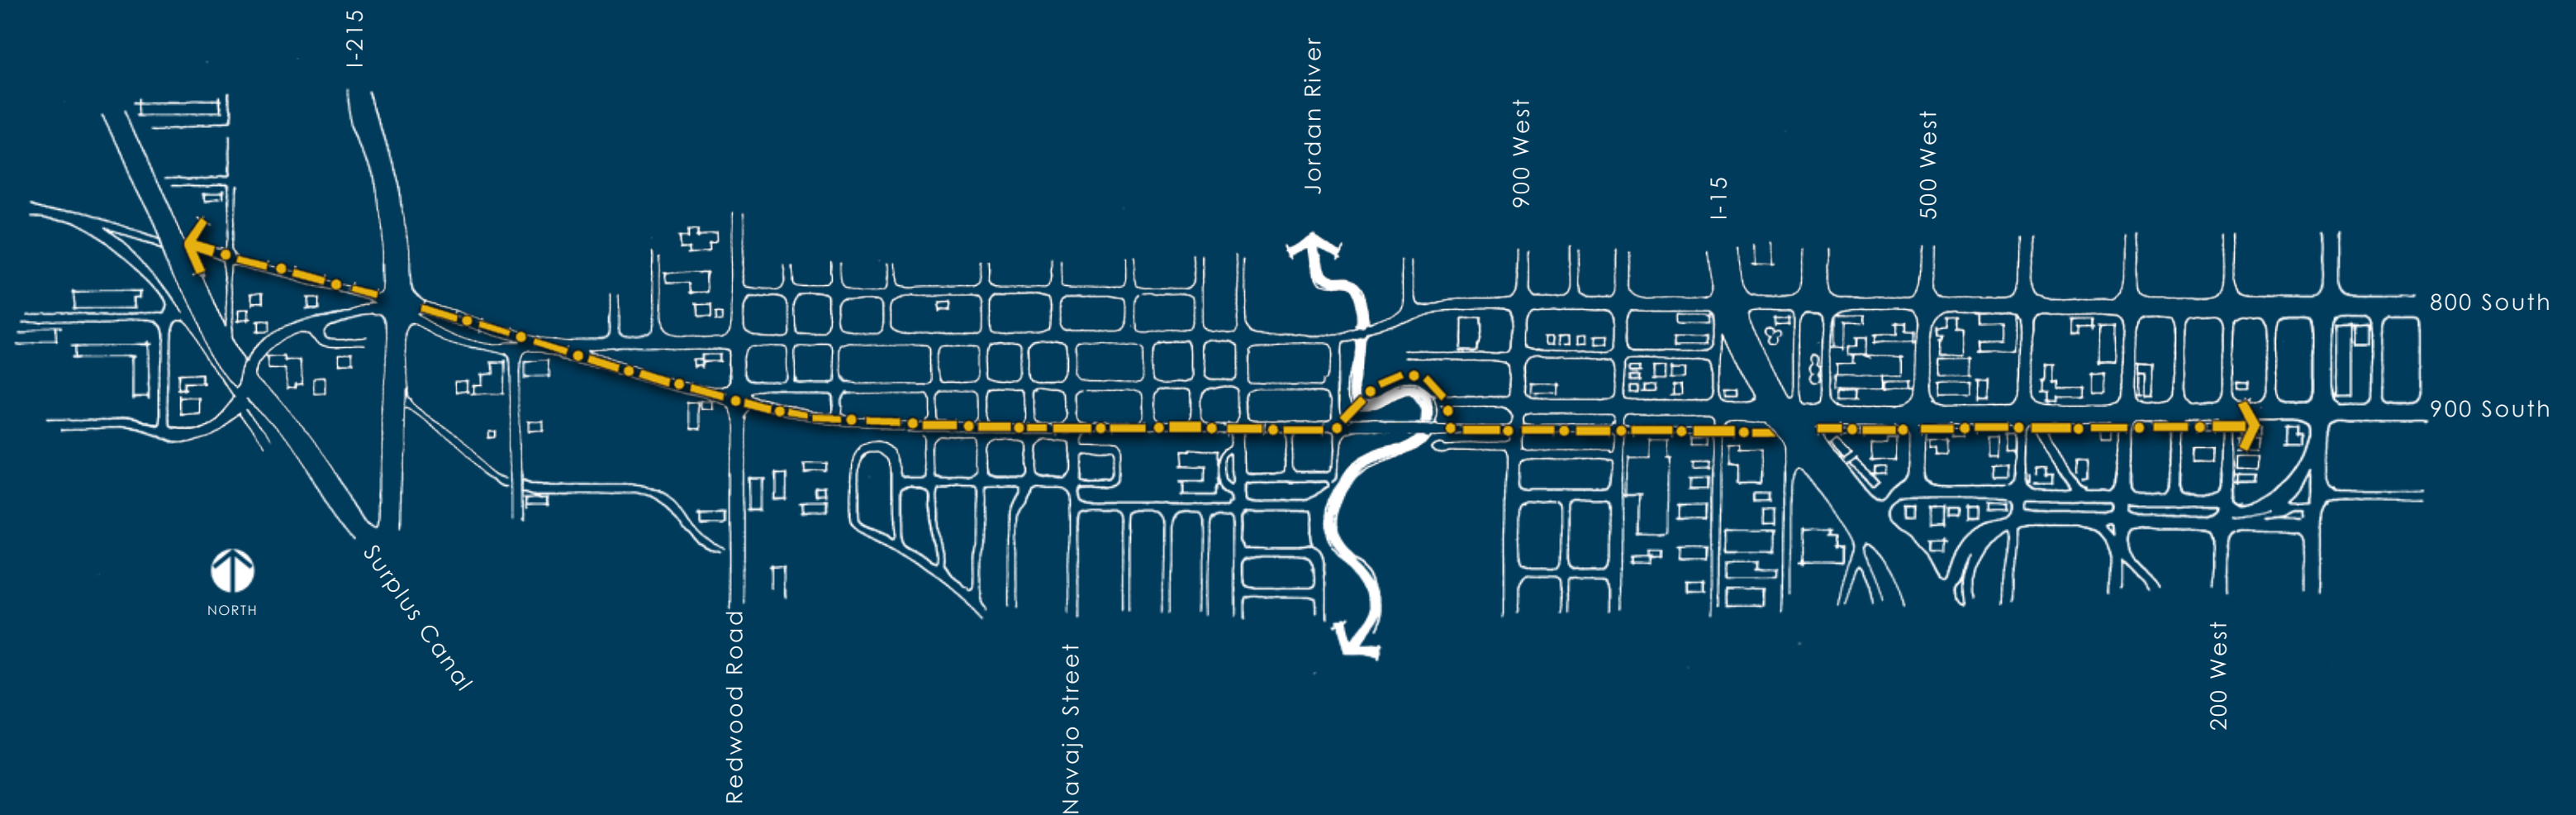 I-215
Jordan River
900 West
I-15
500 West
800 South
900 South
NORTH
Surplus Canal
Redwood Road
Navajo Street
200 West